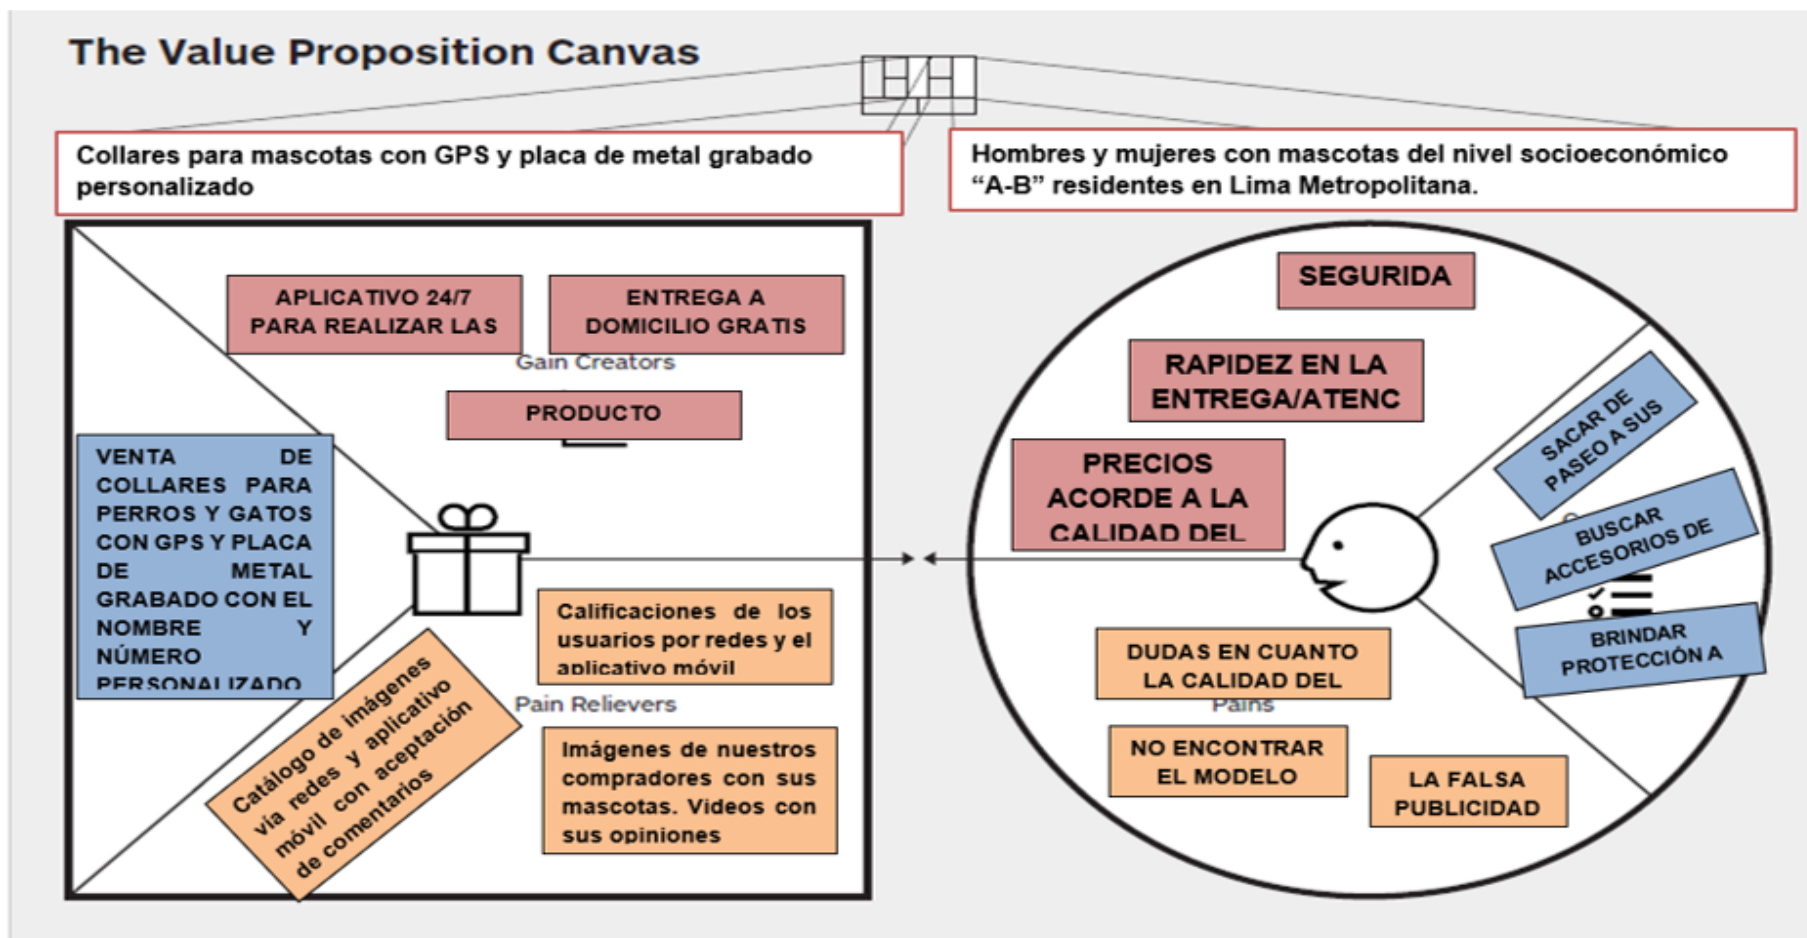 The Value Proposition Canvas
Collares para mascotas con GPS y placa de metal grabado
personalizado
Hombres y mujeres con mascotas del nivel socioeconómico
“A-B” residentes en Lima Metropolitana.
APLICATIVO 24/7
PARA REALIZAR LAS
ENTREGA A
DOMICILIO GRATIS
Gain Creators
PRODUCTO
VENTA DE
COLLARES PARA
PERROS Y GATOS
CON GPS Y PLACA
DE METAL
GRABADO CON EL
NOMBRE Y
NÚMERO
PERSONALIZADO
Calificaciones de los
usuarios por redes y el
aplicativo móvil
Pain Relievers
Catálogo de imágenes
vía redes y aplicativo
móvil con aceptación
de comentarios
Imágenes de nuestros
compradores con sus
mascotas. Videos con
sus opiniones
SEGURIDA
RAPIDEZ EN LA
ENTREGA/ATENC
PRECIOS
ACORDE A LA
CALIDAD DEL
SACAR DE
PASEO A SUS
BUSCAR
ACCESORIOS DE
BRINDAR
PROTECCIÓN A
DUDAS EN CUANTO
LA CALIDAD DEL
Pains
NO ENCONTRAR
EL MODELO
LA FALSA
PUBLICIDAD